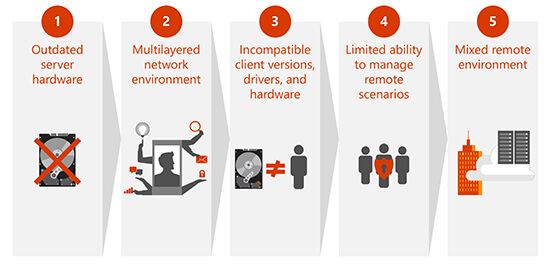 1
Outdated
server
hardware
2
Multilayered
network
environment
3
Incompatible
client versions,
drivers, and
hardware
4
Limited ability
to manage
remote
scenarios
5
Mixed remote
environment